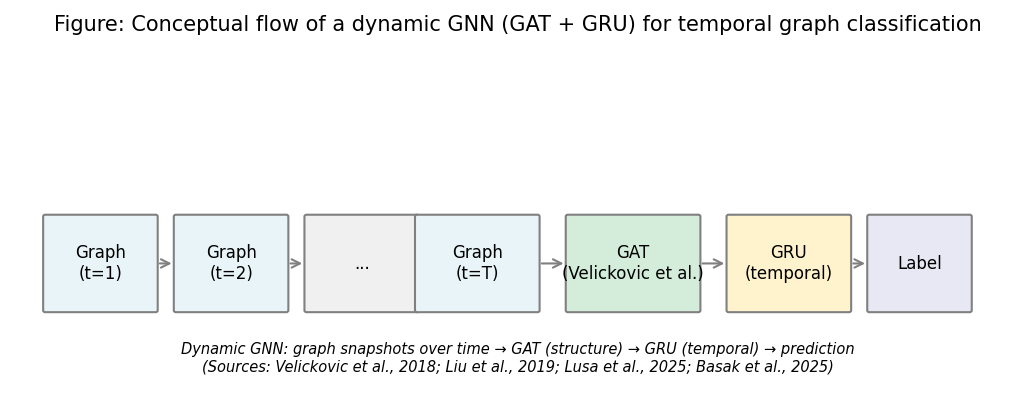 Figure: Conceptual flow of a dynamic GNN (GAT + GRU) for temporal graph classification
Graph
(t=1)
Graph
(t=2)
...
Graph
(t=T)
GAT
(Velickovic et al.)
GRU
(temporal)
Label
Dynamic GNN: graph snapshots over time → GAT (structure) → GRU (temporal) → prediction
(Sources: Velickovic et al., 2018; Liu et al., 2019; Lusa et al., 2025; Basak et al., 2025)